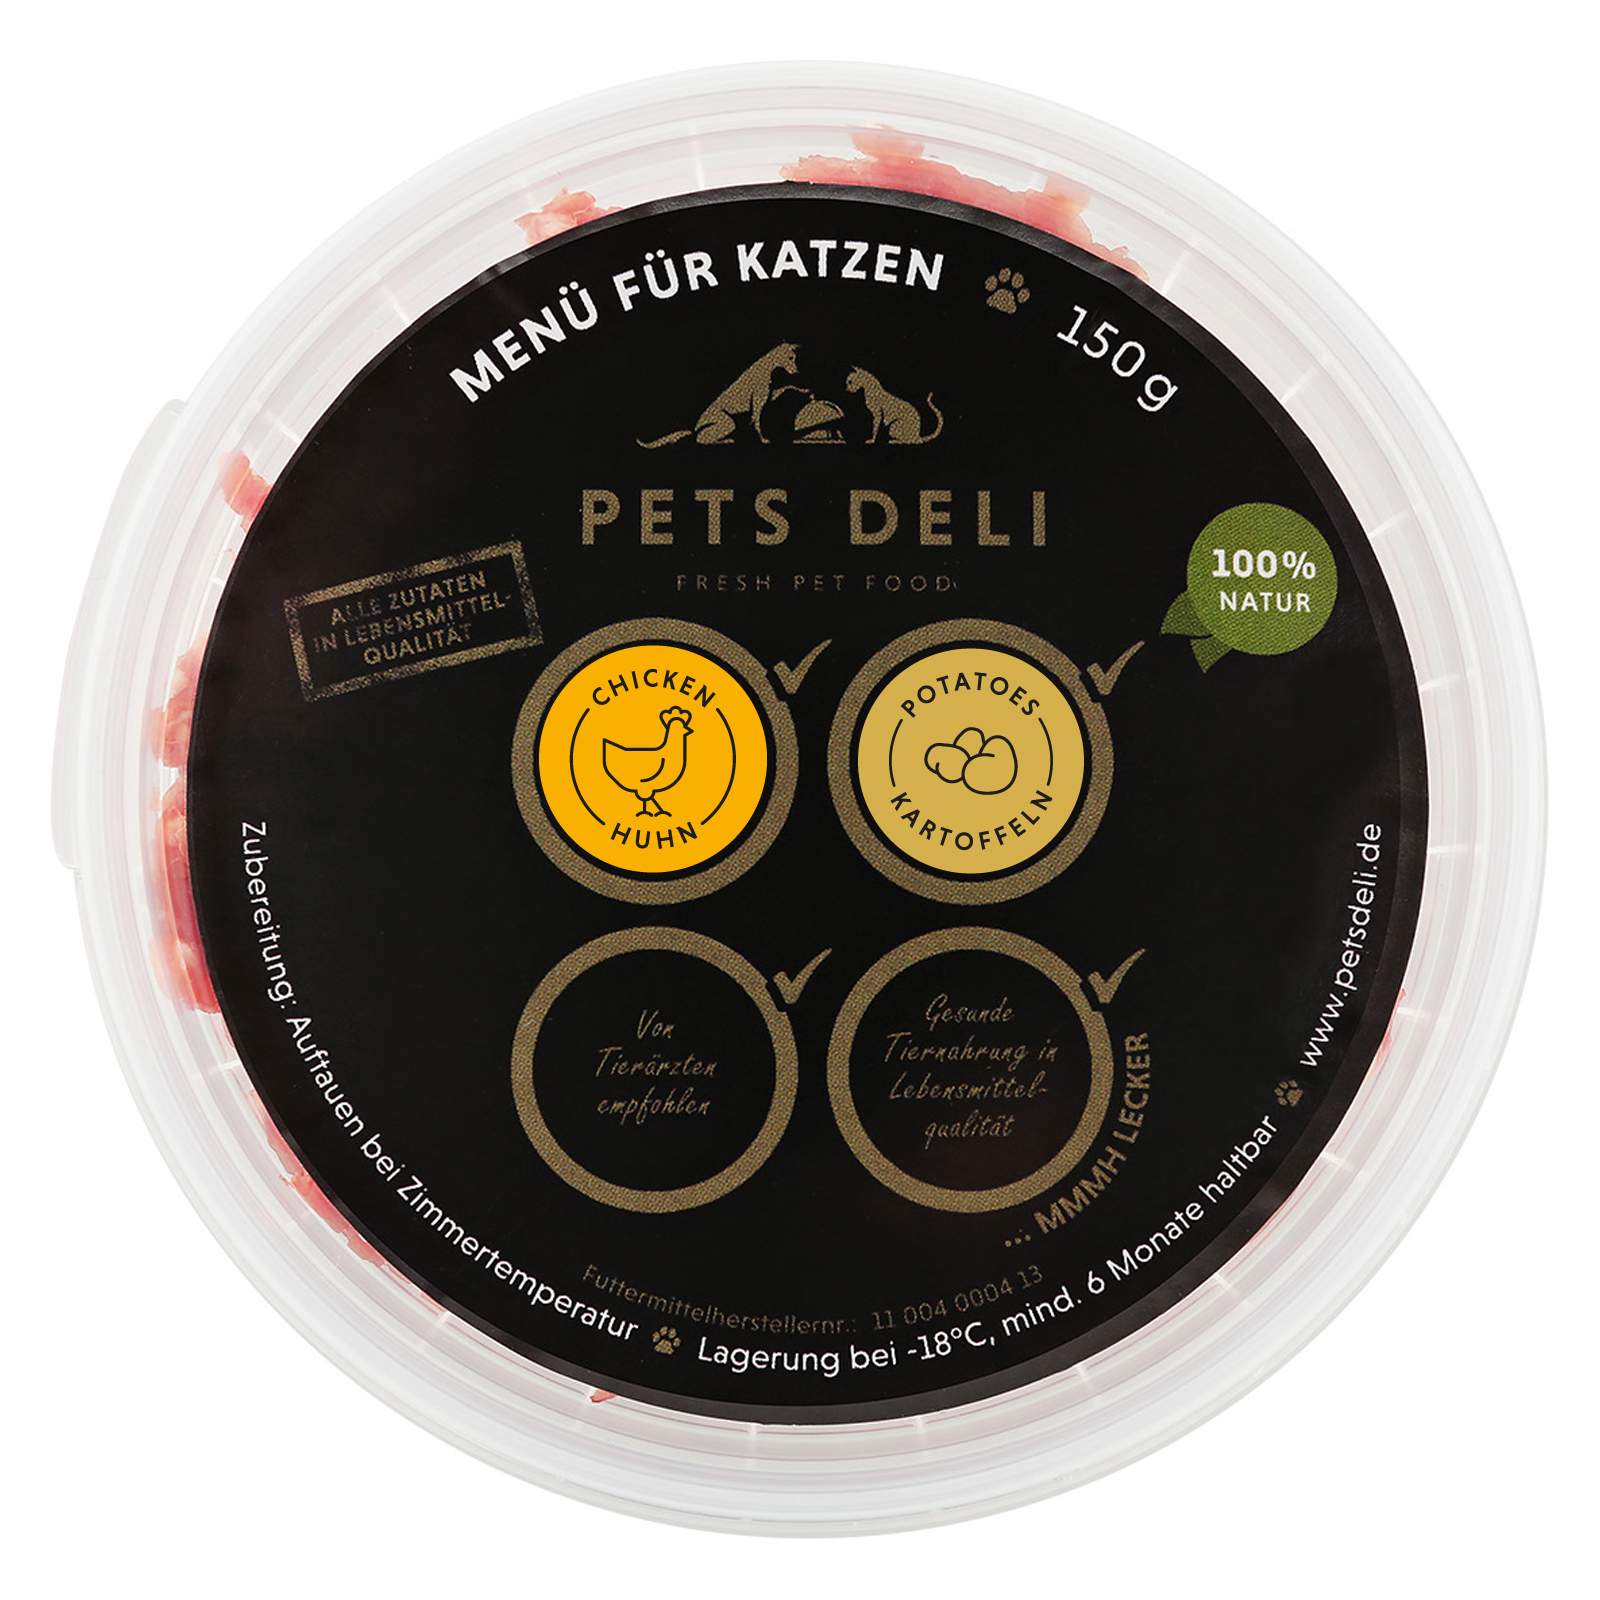 MENÜ FÜR KATZEN 150 g
PETS DELI
FRESH PET FOOD
ALLE ZUTATEN
IN LEBENSMITTEL-
QUALITÄT
100%
NATUR
CHICKEN
HUHN
POTATOES
KARTOFFELN
Von
Tierärzten
empfohlen
Gesunde
Tiernahrung in
Lebensmittel-
qualität
... MMMH LECKER
Futtermittelherstellernr.: 11 004 0004 13
Zubereitung: Auftauen bei Zimmertemperatur Lagerung bei -18°C, mind. 6 Monate haltbar www.petsdeli.de